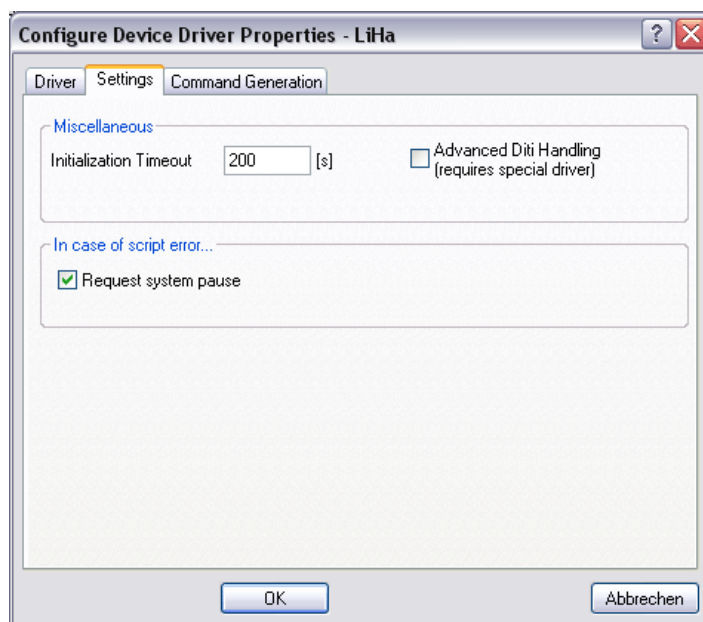 Configure Device Driver Properties - LiHa
Driver
Settings
Command Generation
Miscellaneous
Initialization Timeout
200
[s]
Advanced Diti Handling
(requires special driver)
In case of script error...
Request system pause
OK
Abbrechen